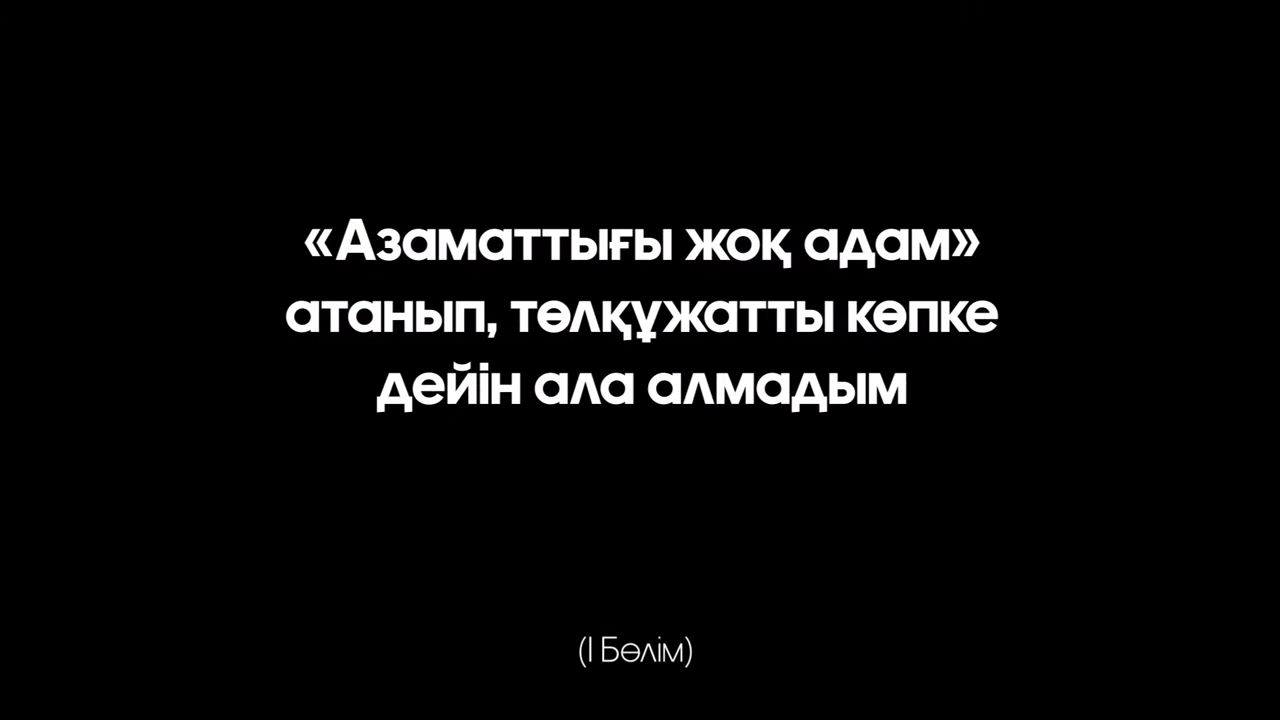 «Азаматтығы жоқ адам»
атанып, төлқұжатты көпке
дейін ала алмадым
(I Бөлім)